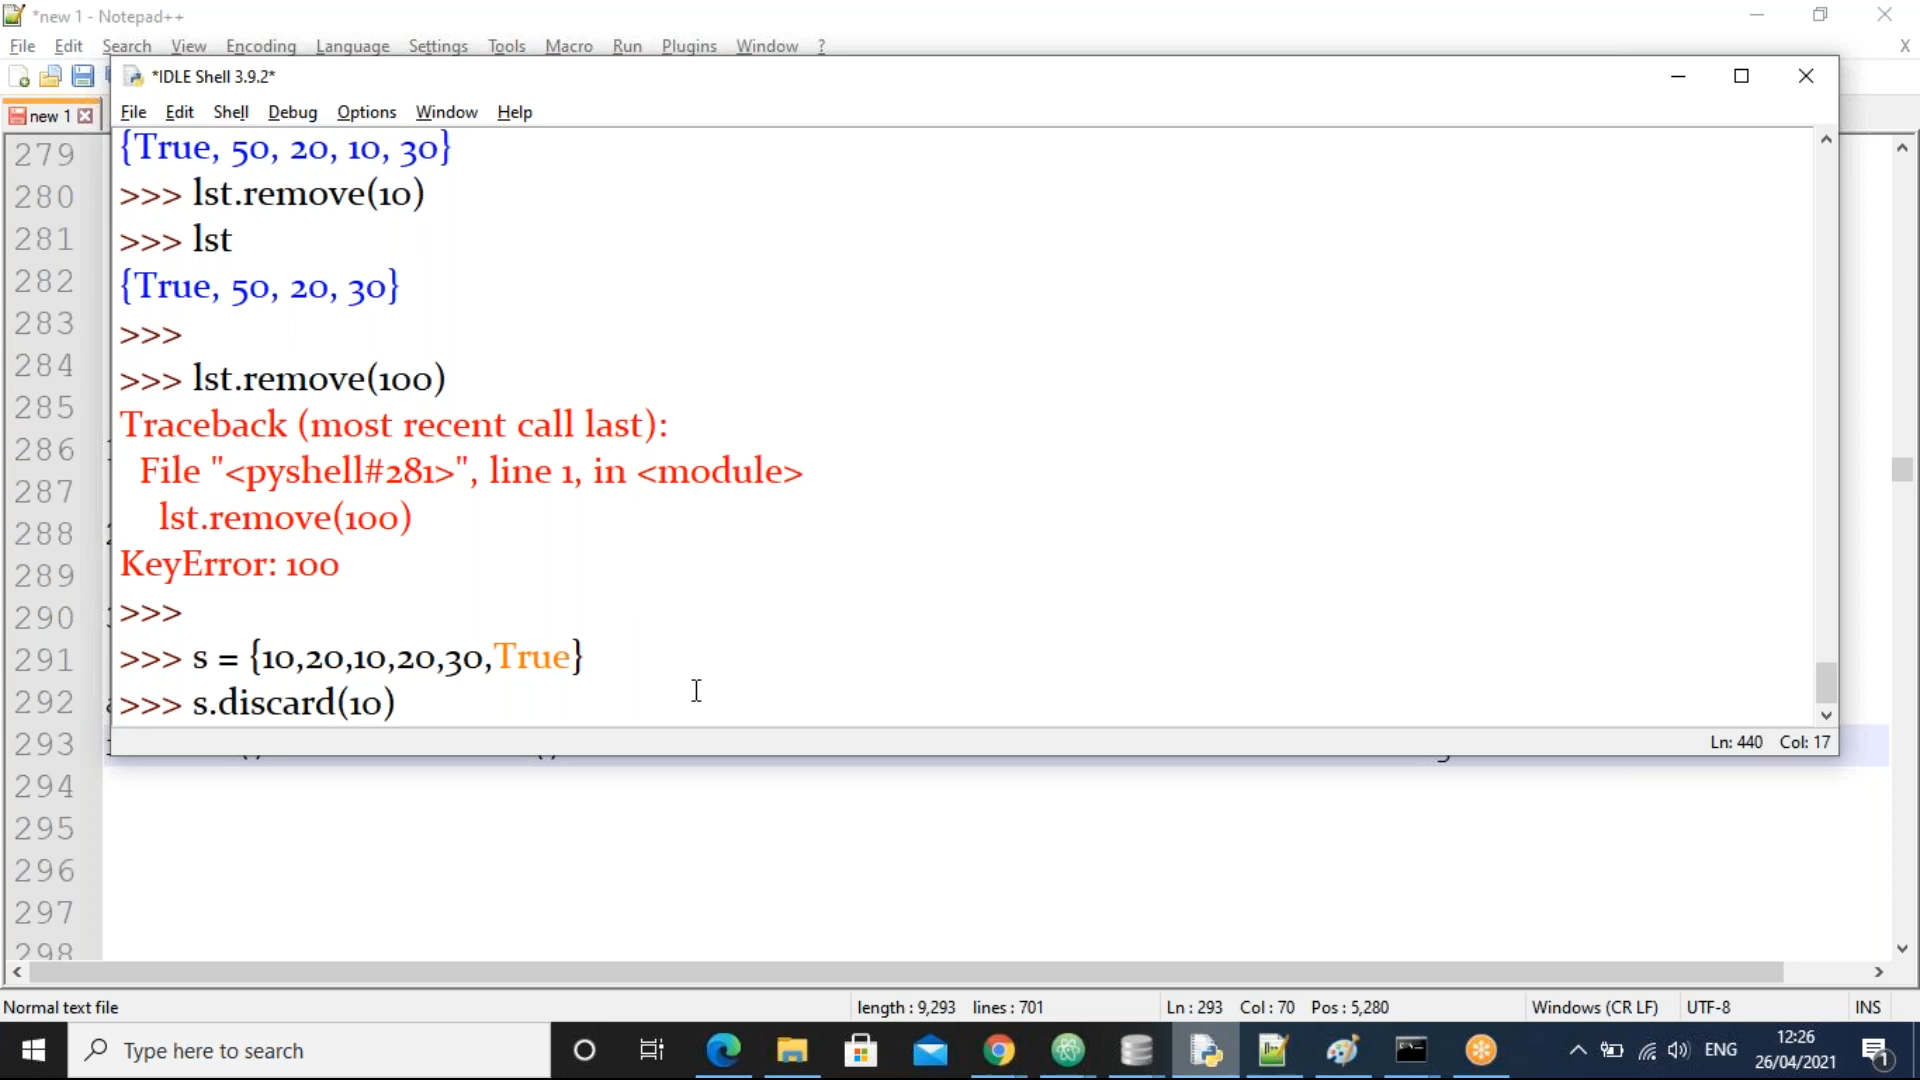 *new 1 - Notepad++
File Edit Search View Encoding Language Settings Tools Macro Run Plugins Window ?
X
*IDLE Shell 3.9.2*
new 1
File Edit Shell Debug Options Window Help
279
280
281
282
283
284
285
286
287
288
289
290
291
292
293
294
295
296
297
298
{True, 50, 20, 10, 30}
>>> lst.remove(10)
>>> lst
{True, 50, 20, 30}
>>>
>>> lst.remove(100)
Traceback (most recent call last):
File "<pyshell#281>", line 1, in <module>
lst.remove(100)
KeyError: 100
>>>
>>> s = {10,20,10,20,30,True}
>>> s.discard(10)
Ln: 440 Col: 17
Normal text file length : 9,293 lines : 701 Ln : 293 Col : 70 Pos : 5,280 Windows (CR LF) UTF-8 INS
Type here to search
ENG
12:26
26/04/2021
1